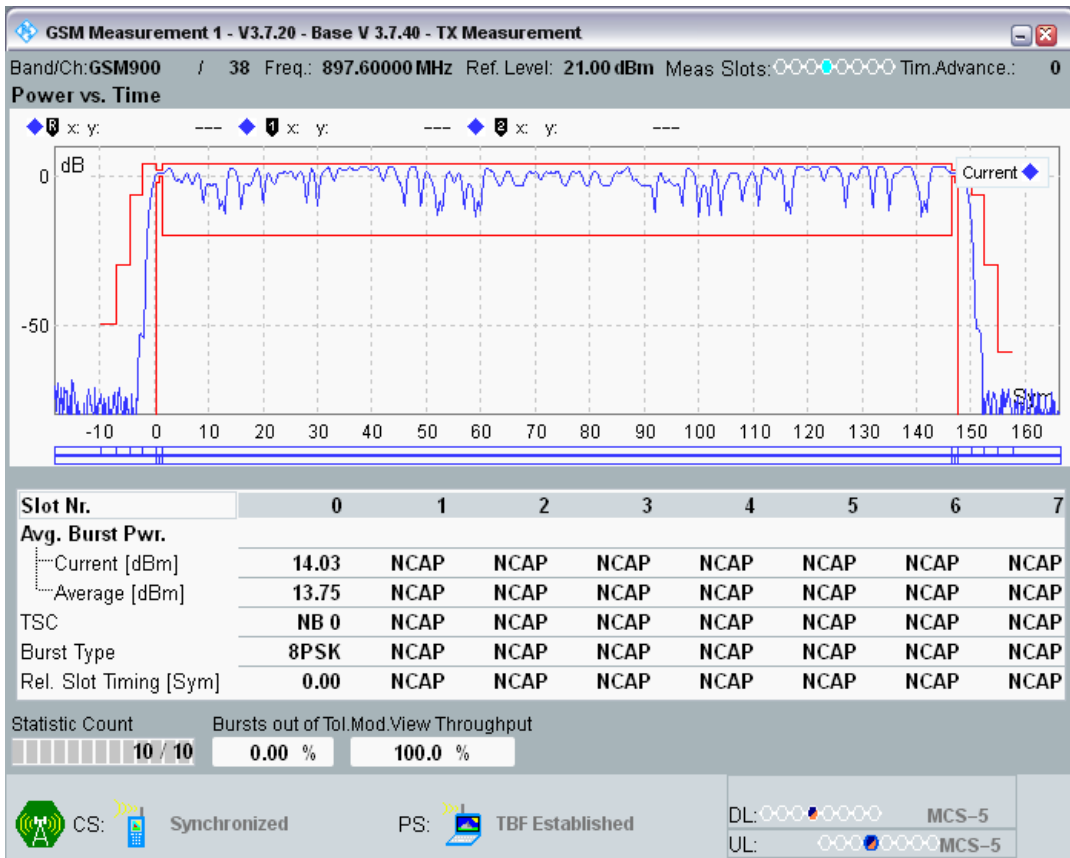 GSM Measurement 1 - V3.7.20 - Base V 3.7.40 - TX Measurement
Band/Ch:GSM900 / 38 Freq.: 897.60000 MHz Ref. Level: 21.00 dBm Meas Slots: Tim.Advance.: 0
Power vs. Time
R x: y: --- 1 x: y: --- 2 x: y: ---
dB
Current
0
-50
Sym
-10 0 10 20 30 40 50 60 70 80 90 100 110 120 130 140 150 160
Slot Nr. 0 1 2 3 4 5 6 7
Avg. Burst Pwr.
Current [dBm] 14.03 NCAP NCAP NCAP NCAP NCAP NCAP NCAP
Average [dBm] 13.75 NCAP NCAP NCAP NCAP NCAP NCAP NCAP
TSC NB 0 NCAP NCAP NCAP NCAP NCAP NCAP NCAP
Burst Type 8PSK NCAP NCAP NCAP NCAP NCAP NCAP NCAP
Rel. Slot Timing [Sym] 0.00 NCAP NCAP NCAP NCAP NCAP NCAP NCAP
Statistic Count Bursts out of Tol.Mod.View Throughput
10 / 10 0.00 % 100.0 %
CS: Synchronized PS: TBF Established
DL: MCS-5
UL: MCS-5